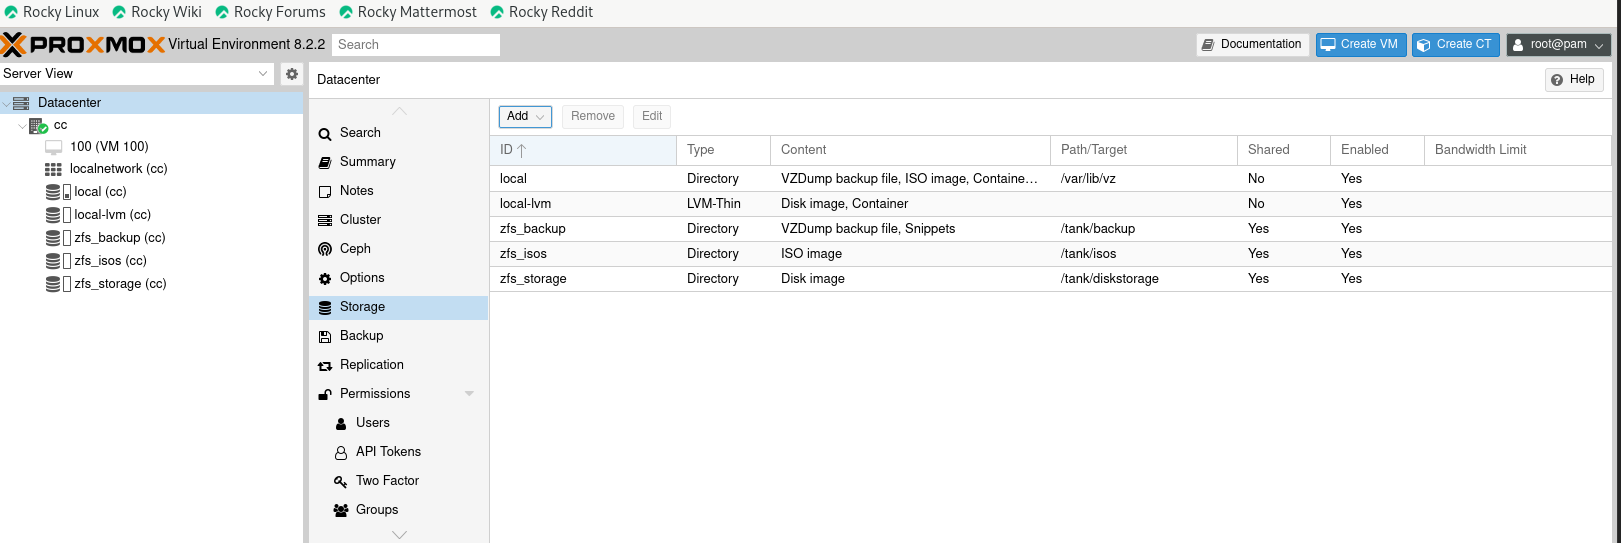 Rocky Linux Rocky Wiki Rocky Forums Rocky Mattermost Rocky Reddit
PROXMOX Virtual Environment 8.2.2 Search Documentation Create VM Create CT root@pam
Server View
Datacenter
cc
100 (VM 100)
localnetwork (cc)
local (cc)
local-lvm (cc)
zfs_backup (cc)
zfs_isos (cc)
zfs_storage (cc)
Datacenter Help
Search
Summary
Notes
Cluster
Ceph
Options
Storage
Backup
Replication
Permissions
Users
API Tokens
Two Factor
Groups
Add Remove Edit
ID Type Content Path/Target Shared Enabled Bandwidth Limit
local Directory VZDump backup file, ISO image, Containe... /var/lib/vz No Yes
local-lvm LVM-Thin Disk image, Container No Yes
zfs_backup Directory VZDump backup file, Snippets /tank/backup Yes Yes
zfs_isos Directory ISO image /tank/isos Yes Yes
zfs_storage Directory Disk image /tank/diskstorage Yes Yes